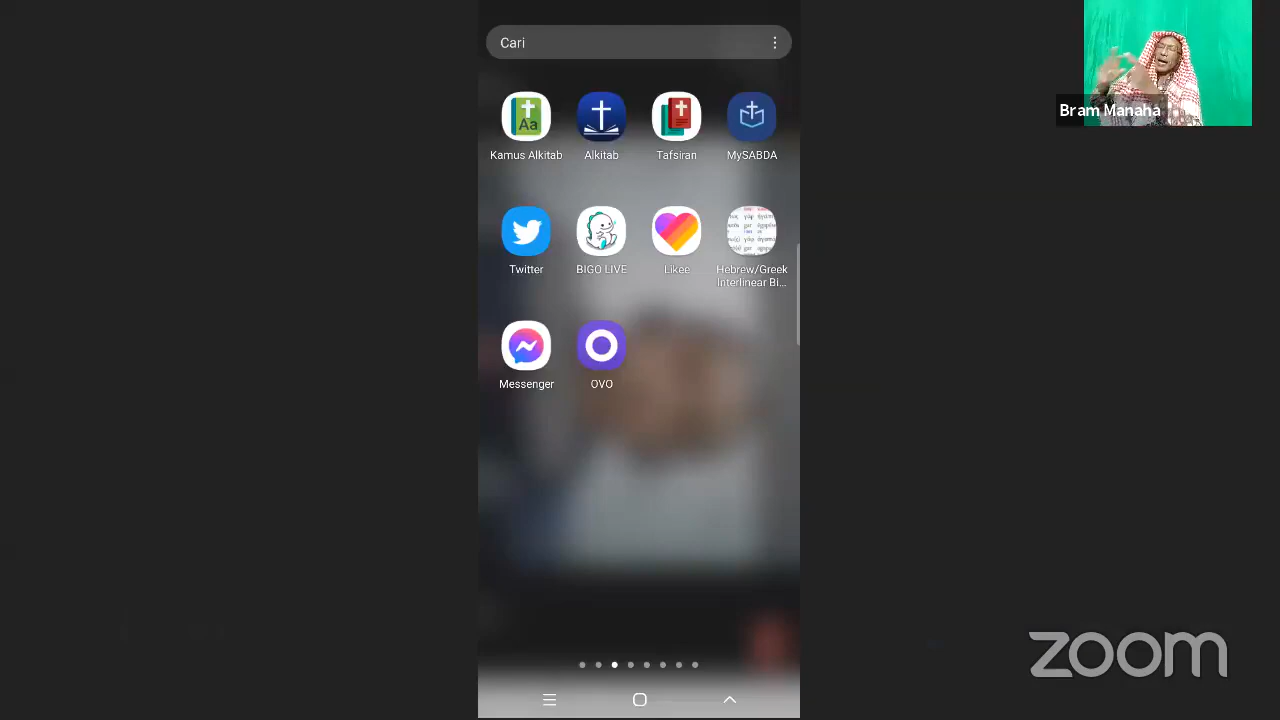 Cari
Bram Manaha
Aa
Kamus Alkitab
Alkitab
Tafsiran
MySABDA
Twitter
BIGO LIVE
Likee
Hebrew/Greek
Interlinear Bi...
Messenger
OVO
zoom